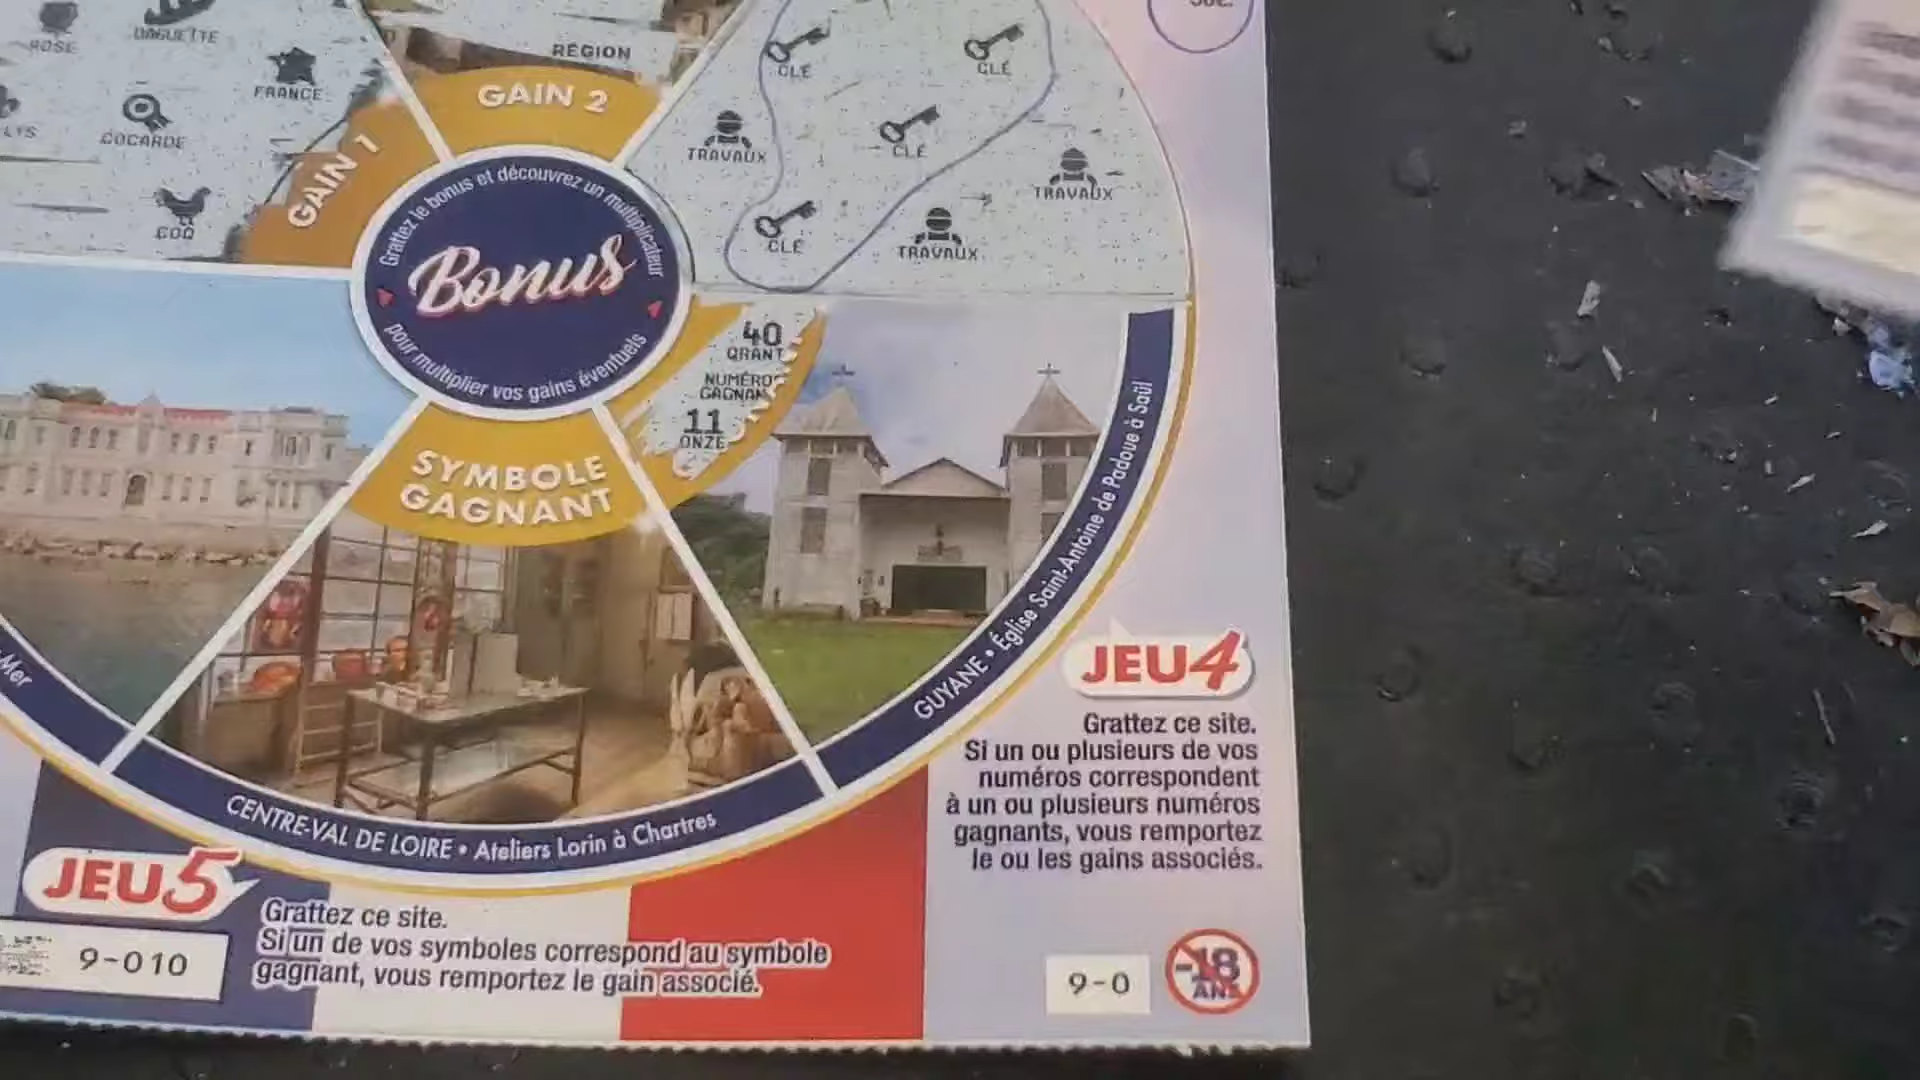 ROSE
BAGUETTE
FRANCE
LYS
COCARDE
COQ
RÉGION
GAIN 1
GAIN 2
CLÉ
CLÉ
TRAVAUX
CLÉ
TRAVAUX
CLÉ
TRAVAUX
Grattez le bonus et découvrez un multiplicateur
Bonus
pour multiplier vos gains éventuels
40
QRANT
NUMÉROS
GAGNAN
11
ONZE
SYMBOLE
GAGNANT
GUYANE • Église Saint-Antoine de Padoue à Saül
CENTRE-VAL DE LOIRE • Ateliers Lorin à Chartres
Mer
JEU4
Grattez ce site.
Si un ou plusieurs de vos
numéros correspondent
à un ou plusieurs numéros
gagnants, vous remportez
le ou les gains associés.
JEU5
Grattez ce site.
Si un de vos symboles correspond au symbole
gagnant, vous remportez le gain associé.
9-010
9-0
-18
ANS